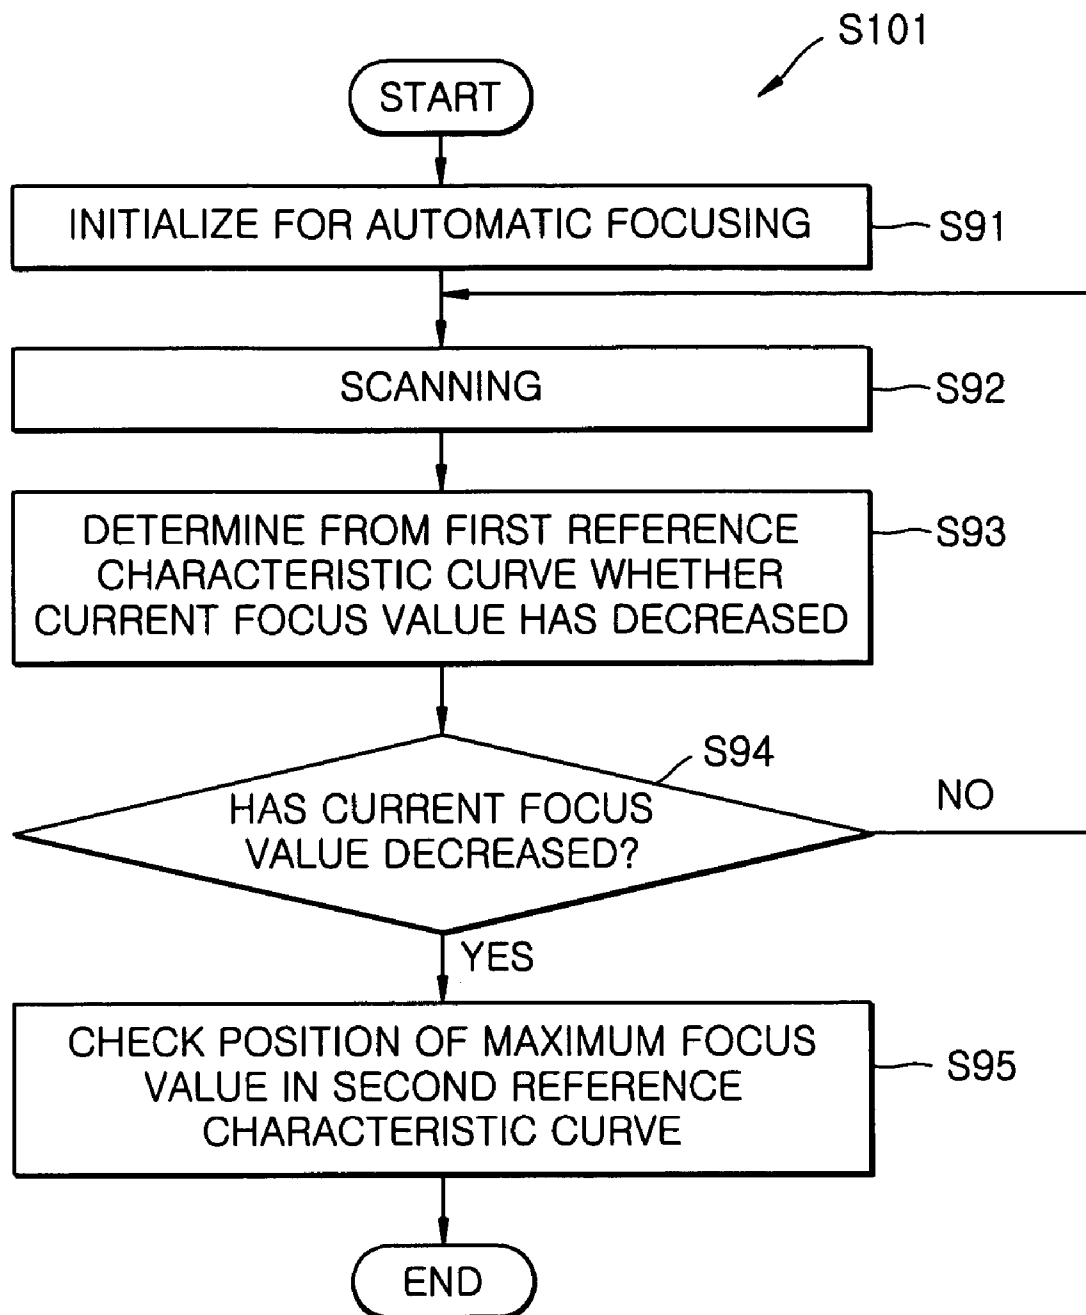 S101
START
INITIALIZE FOR AUTOMATIC FOCUSING
S91
SCANNING
S92
DETERMINE FROM FIRST REFERENCE
CHARACTERISTIC CURVE WHETHER
CURRENT FOCUS VALUE HAS DECREASED
S93
S94
HAS CURRENT FOCUS
VALUE DECREASED?
NO
YES
CHECK POSITION OF MAXIMUM FOCUS
VALUE IN SECOND REFERENCE
CHARACTERISTIC CURVE
S95
END